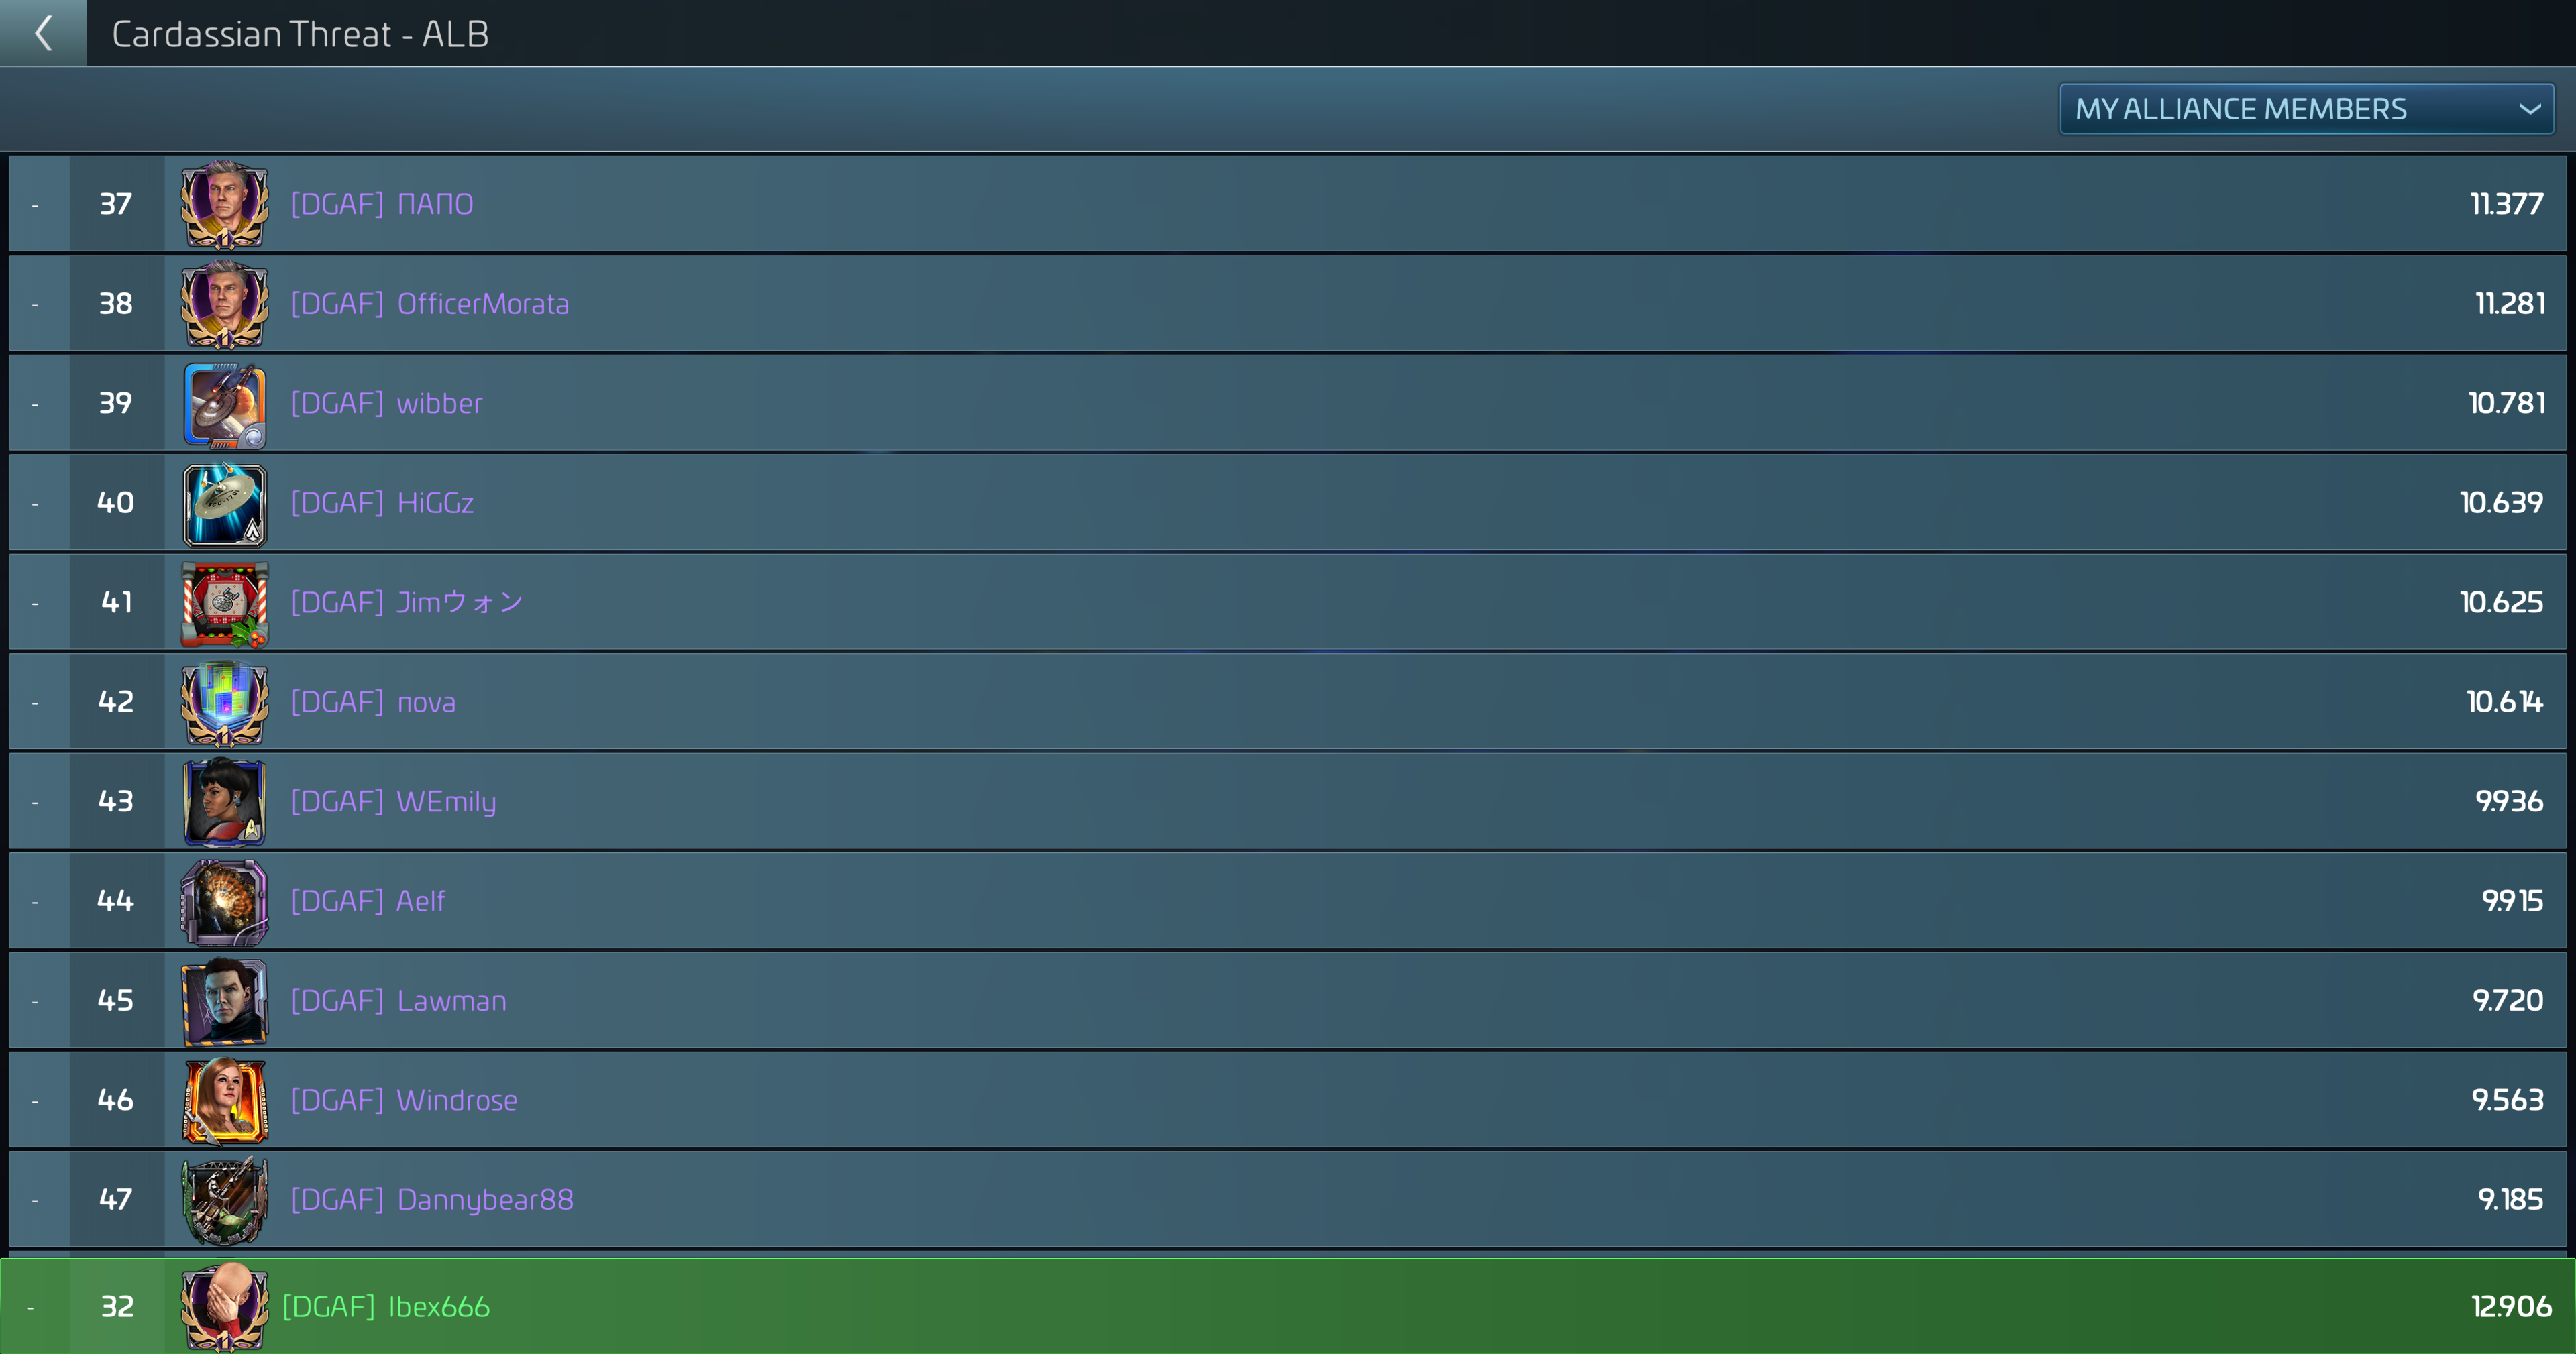 Cardassian Threat - ALB
MY ALLIANCE MEMBERS
- 37 [DGAF] ПАПО 11.377
- 38 [DGAF] OfficerMorata 11.281
- 39 [DGAF] wibber 10.781
- 40 [DGAF] HiGGz 10.639
- 41 [DGAF] Jimウォン 10.625
- 42 [DGAF] nova 10.614
- 43 [DGAF] WEmily 9.936
- 44 [DGAF] Aelf 9.915
- 45 [DGAF] Lawman 9.720
- 46 [DGAF] Windrose 9.563
- 47 [DGAF] Dannybear88 9.185
- 32 [DGAF] Ibex666 12.906